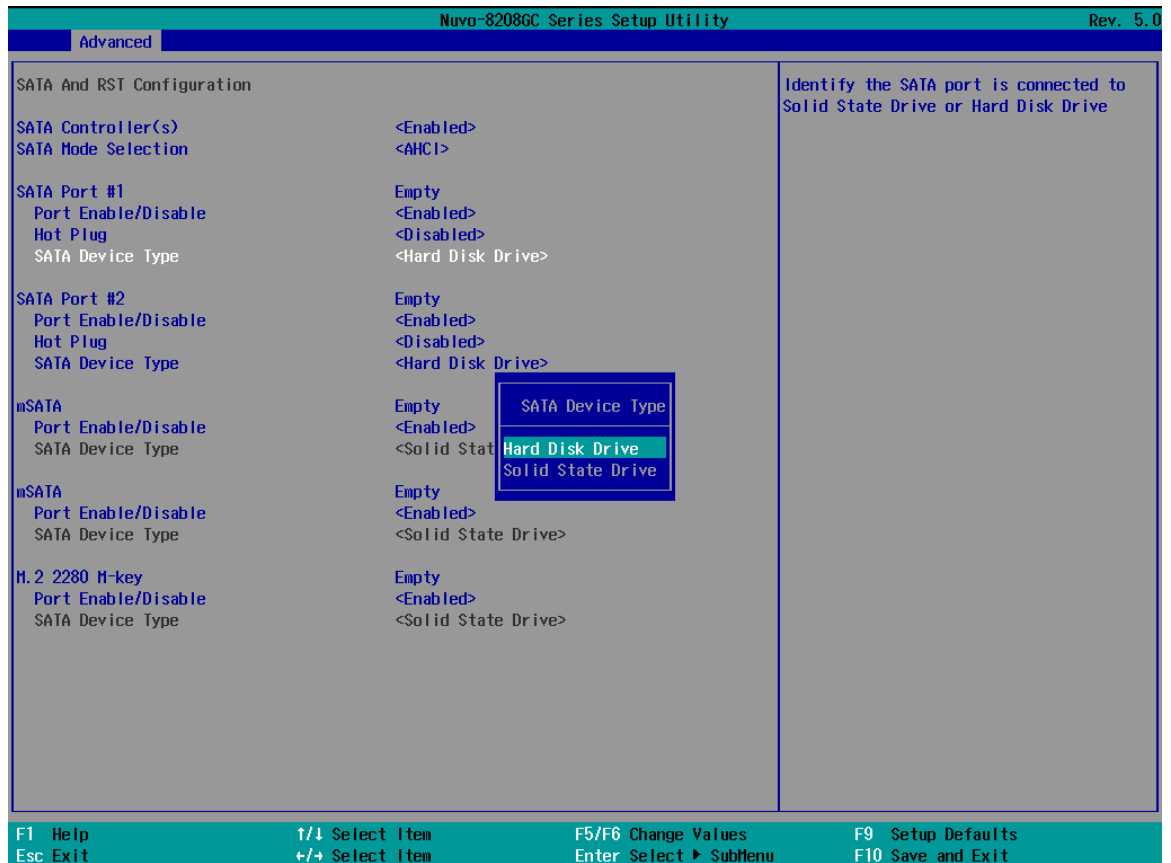 Nuvo-8208GC Series Setup Utility Rev. 5.0
Advanced
SATA And RST Configuration
SATA Controller(s) <Enabled>
SATA Mode Selection <AHCI>
SATA Port #1 Empty
Port Enable/Disable <Enabled>
Hot Plug <Disabled>
SATA Device Type <Hard Disk Drive>
SATA Port #2 Empty
Port Enable/Disable <Enabled>
Hot Plug <Disabled>
SATA Device Type <Hard Disk Drive>
mSATA Empty
Port Enable/Disable <Enabled>
SATA Device Type <Solid Stat
mSATA Empty
Port Enable/Disable <Enabled>
SATA Device Type <Solid State Drive>
M.2 2280 M-key Empty
Port Enable/Disable <Enabled>
SATA Device Type <Solid State Drive>
SATA Device Type
Hard Disk Drive
Solid State Drive
Identify the SATA port is connected to
Solid State Drive or Hard Disk Drive
F1 Help ↑/↓ Select Item F5/F6 Change Values F9 Setup Defaults
Esc Exit ←/→ Select Item Enter Select ▶ SubMenu F10 Save and Exit